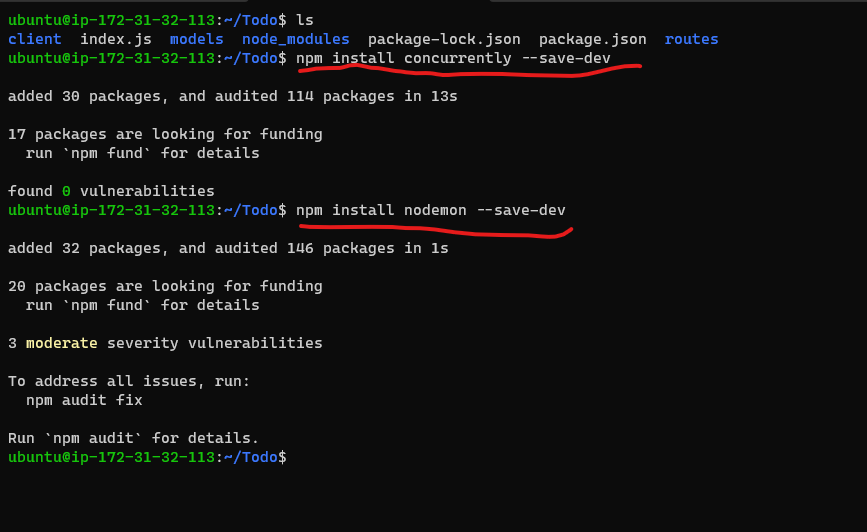 ubuntu@ip-172-31-32-113:~/Todo$ ls
client  index.js  models  node_modules  package-lock.json  package.json  routes
ubuntu@ip-172-31-32-113:~/Todo$ npm install concurrently --save-dev
added 30 packages, and audited 114 packages in 13s
17 packages are looking for funding
  run `npm fund` for details
found 0 vulnerabilities
ubuntu@ip-172-31-32-113:~/Todo$ npm install nodemon --save-dev
added 32 packages, and audited 146 packages in 1s
20 packages are looking for funding
  run `npm fund` for details
3 moderate severity vulnerabilities
To address all issues, run:
  npm audit fix
Run `npm audit` for details.
ubuntu@ip-172-31-32-113:~/Todo$